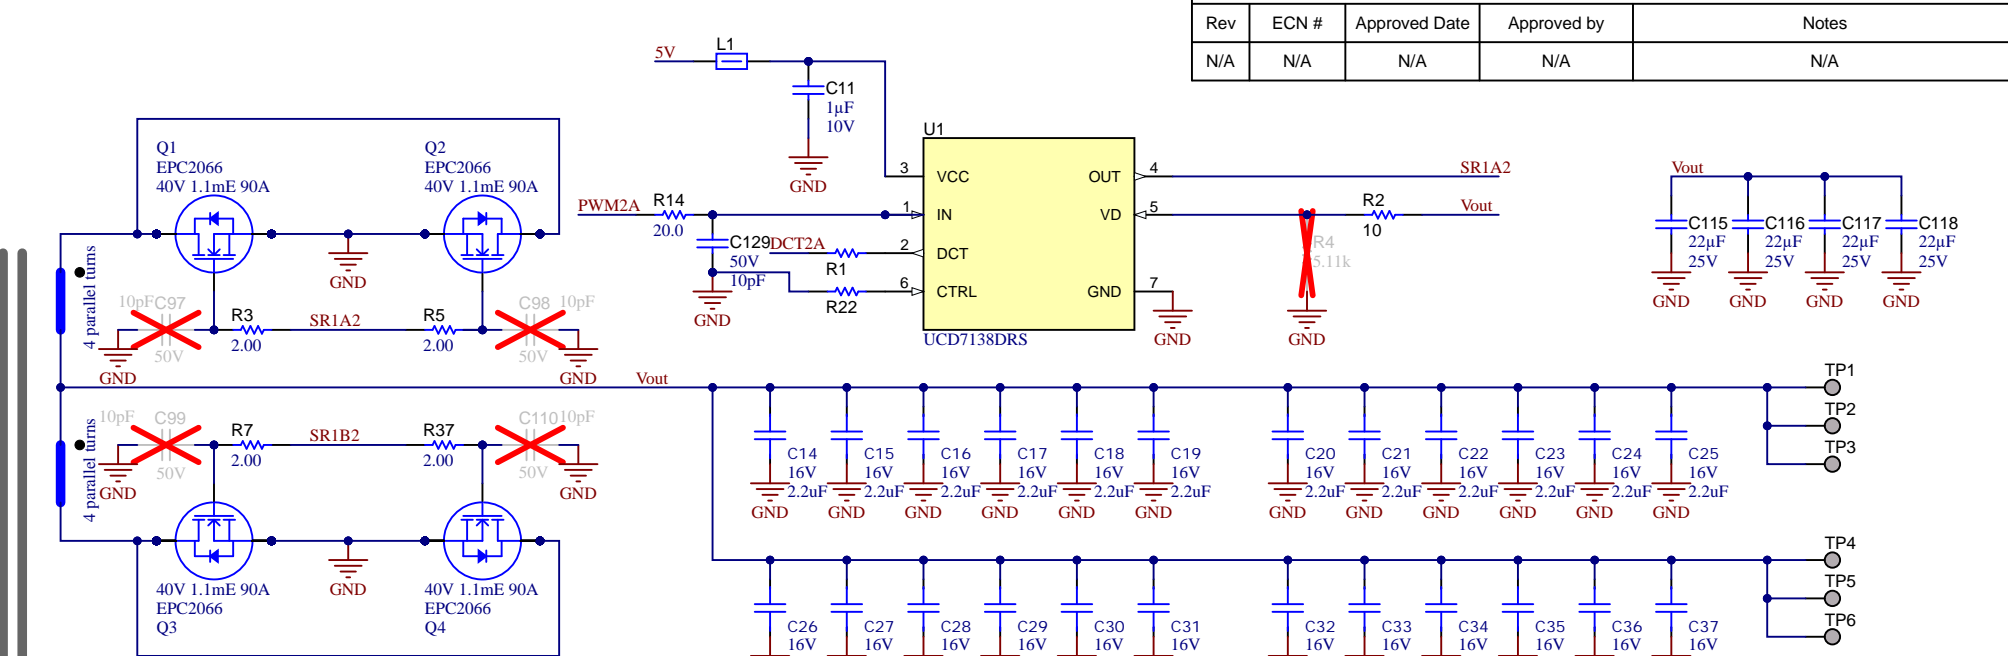 Rev ECN # Approved Date Approved by Notes
N/A N/A N/A N/A N/A
5V L1
C11
1µF
10V
GND
Q1
EPC2066
40V 1.1mE 90A
Q2
EPC2066
40V 1.1mE 90A
GND
4 parallel turns
10pF C97
50V
GND
R3
2.00
SR1A2
R5
2.00
C98 10pF
50V
GND
U1
3 VCC
1 IN
2 DCT
6 CTRL
OUT 4
VD 5
GND 7
UCD7138DRS
PWM2A R14
20.0
C129
50V
10pF
GND
DCT2A
R1
R22
SR1A2
R2
10
Vout
R4
5.11k
GND
GND
Vout
C115
22µF
25V
GND
C116
22µF
25V
GND
C117
22µF
25V
GND
C118
22µF
25V
GND
Vout
4 parallel turns
10pF C99
50V
GND
R7
2.00
SR1B2
R37
2.00
C110 10pF
50V
GND
GND
40V 1.1mE 90A
EPC2066
Q3
40V 1.1mE 90A
EPC2066
Q4
C14 C15 C16 C17 C18 C19 C20 C21 C22 C23 C24 C25
16V 16V 16V 16V 16V 16V 16V 16V 16V 16V 16V 16V
2.2uF 2.2uF 2.2uF 2.2uF 2.2uF 2.2uF 2.2uF 2.2uF 2.2uF 2.2uF 2.2uF 2.2uF
GND GND GND GND GND GND GND GND GND GND GND GND
TP1
TP2
TP3
C26 C27 C28 C29 C30 C31 C32 C33 C34 C35 C36 C37
16V 16V 16V 16V 16V 16V 16V 16V 16V 16V 16V 16V
TP4
TP5
TP6